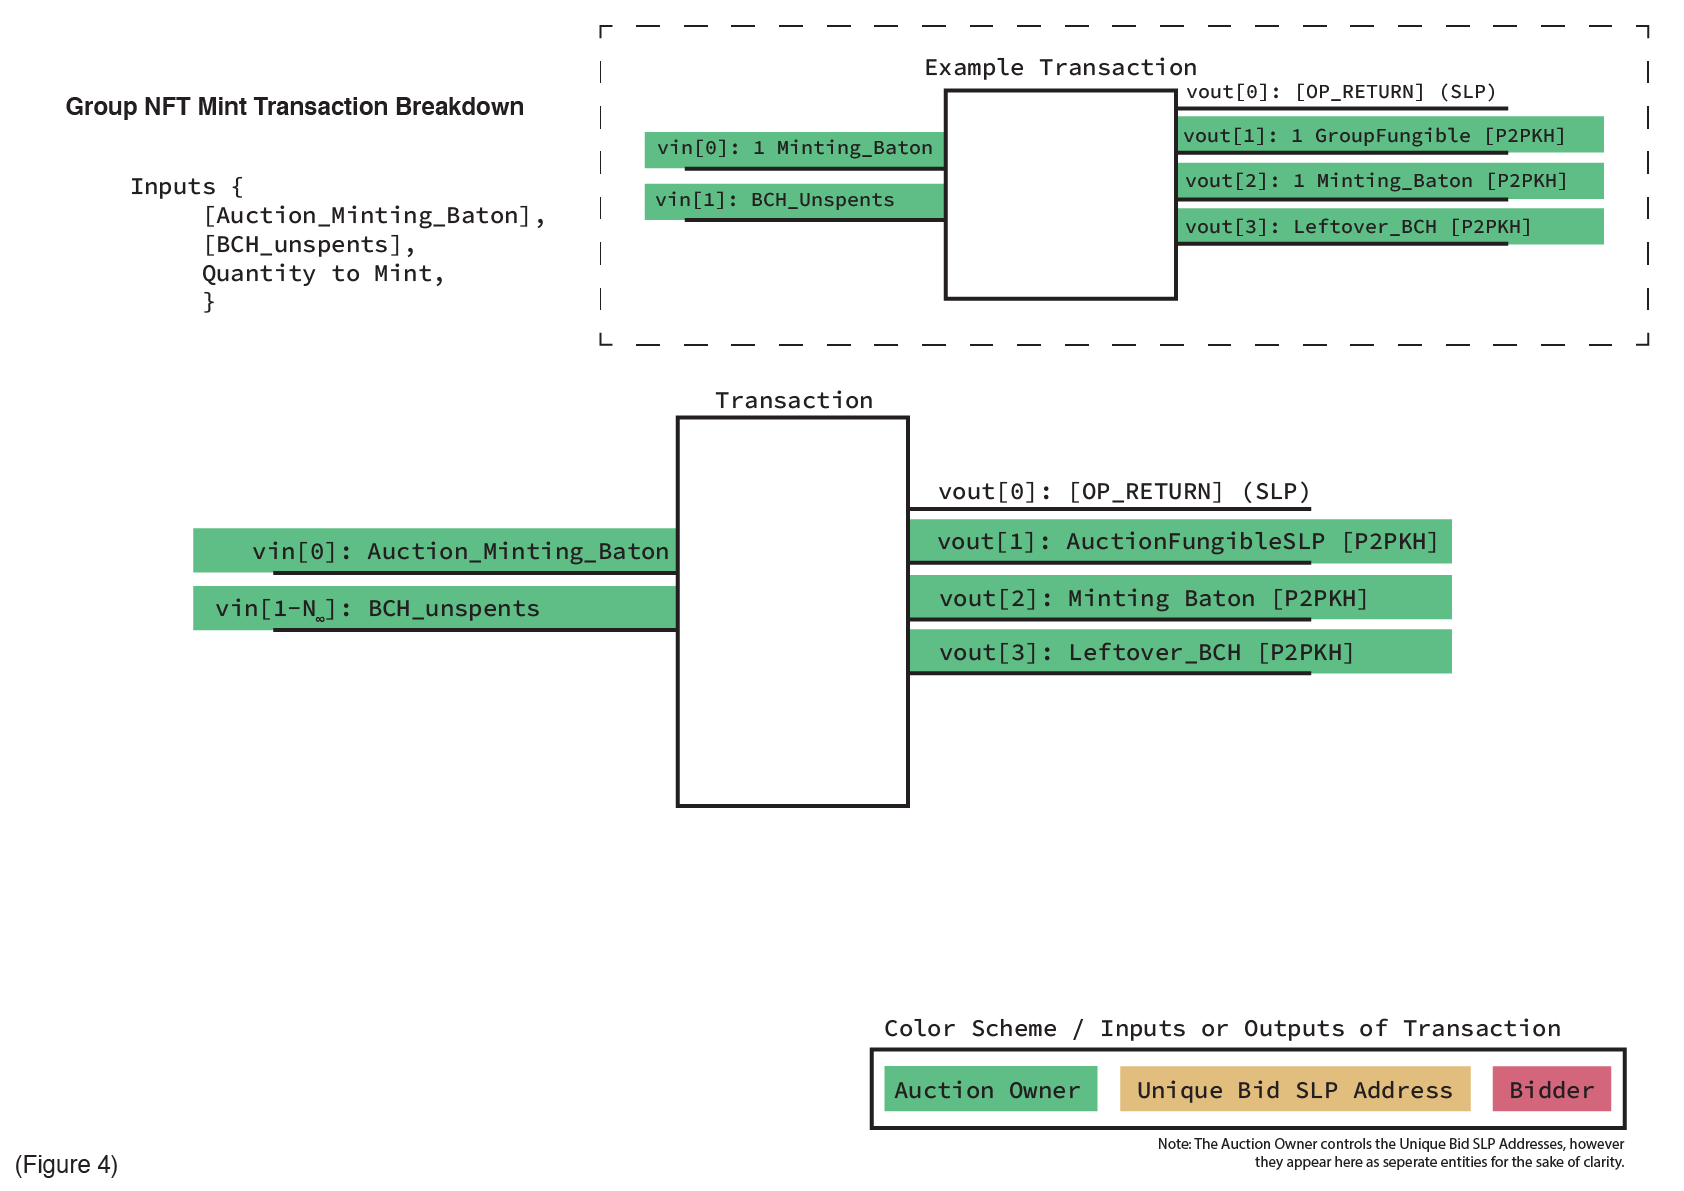 Group NFT Mint Transaction Breakdown
Inputs {
[Auction_Minting_Baton],
[BCH_unspents],
Quantity to Mint,
}
Example Transaction
vin[0]: 1 Minting_Baton
vin[1]: BCH_Unspents
vout[0]: [OP_RETURN] (SLP)
vout[1]: 1 GroupFungible [P2PKH]
vout[2]: 1 Minting_Baton [P2PKH]
vout[3]: Leftover_BCH [P2PKH]
Transaction
vin[0]: Auction_Minting_Baton
vin[1-N∞]: BCH_unspents
vout[0]: [OP_RETURN] (SLP)
vout[1]: AuctionFungibleSLP [P2PKH]
vout[2]: Minting Baton [P2PKH]
vout[3]: Leftover_BCH [P2PKH]
Color Scheme / Inputs or Outputs of Transaction
Auction Owner
Unique Bid SLP Address
Bidder
Note: The Auction Owner controls the Unique Bid SLP Addresses, however
they appear here as seperate entities for the sake of clarity.
(Figure 4)